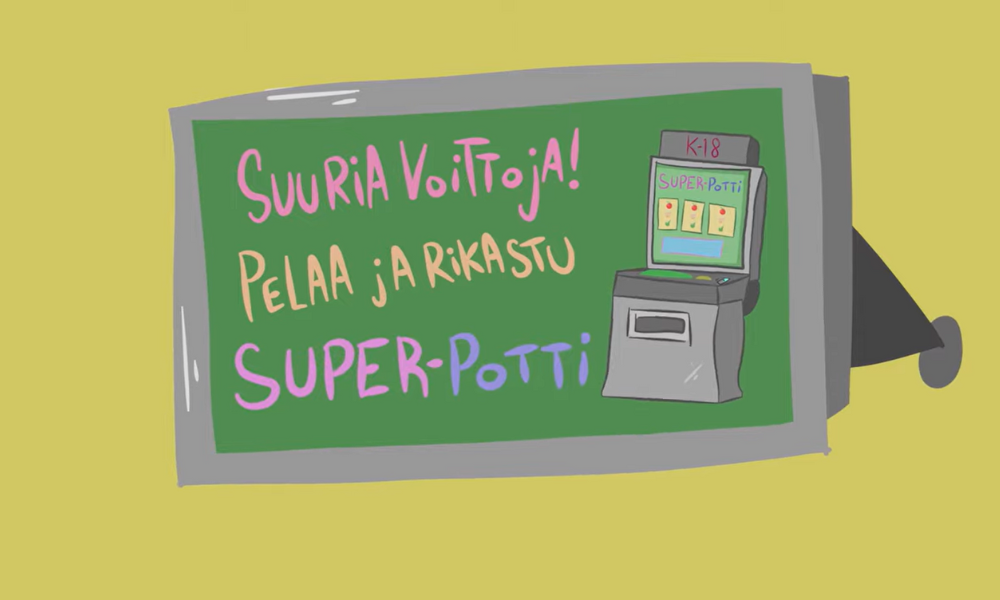 SUURIA VOITTOJA!
PELAA JA RIKASTU
SUPER-POTTI
K-18
SUPER-POTTI